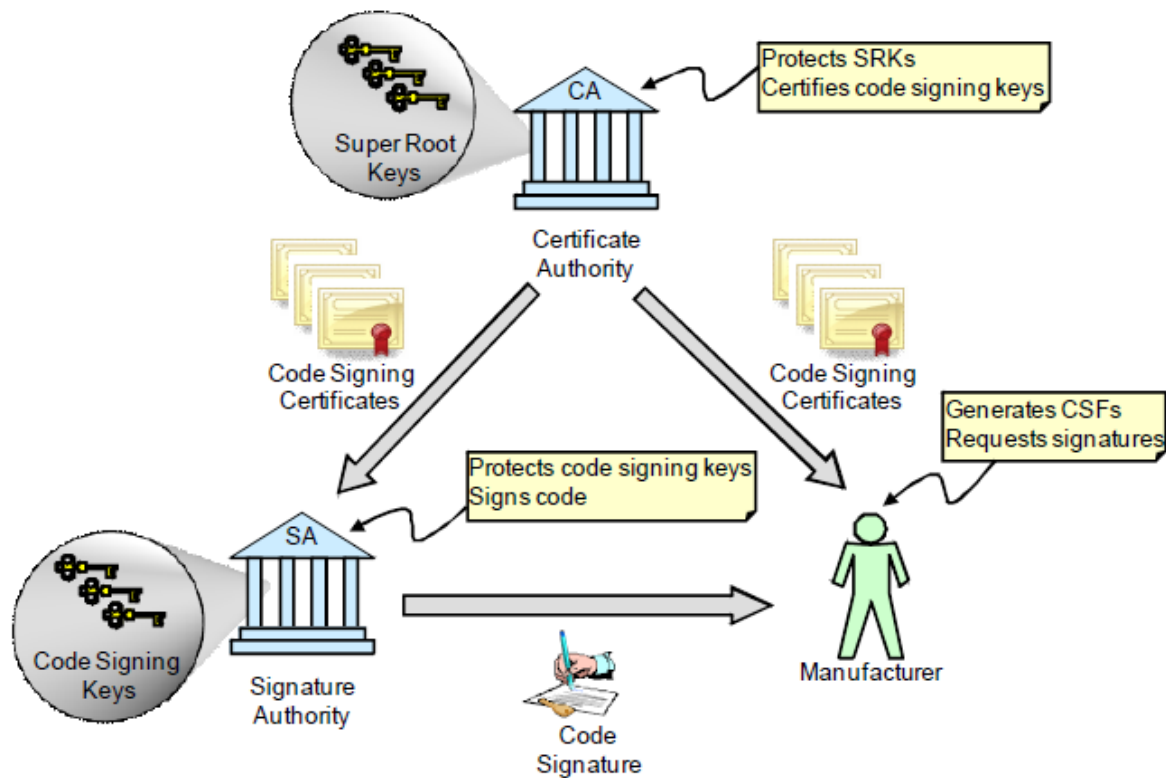 Protects SRKs
Certifies code signing keys
CA
Super Root
Keys
Certificate
Authority
Code Signing
Certificates
Code Signing
Certificates
Generates CSFs
Requests signatures
Protects code signing keys
Signs code
SA
Code Signing
Keys
Signature
Authority
Manufacturer
Code
Signature